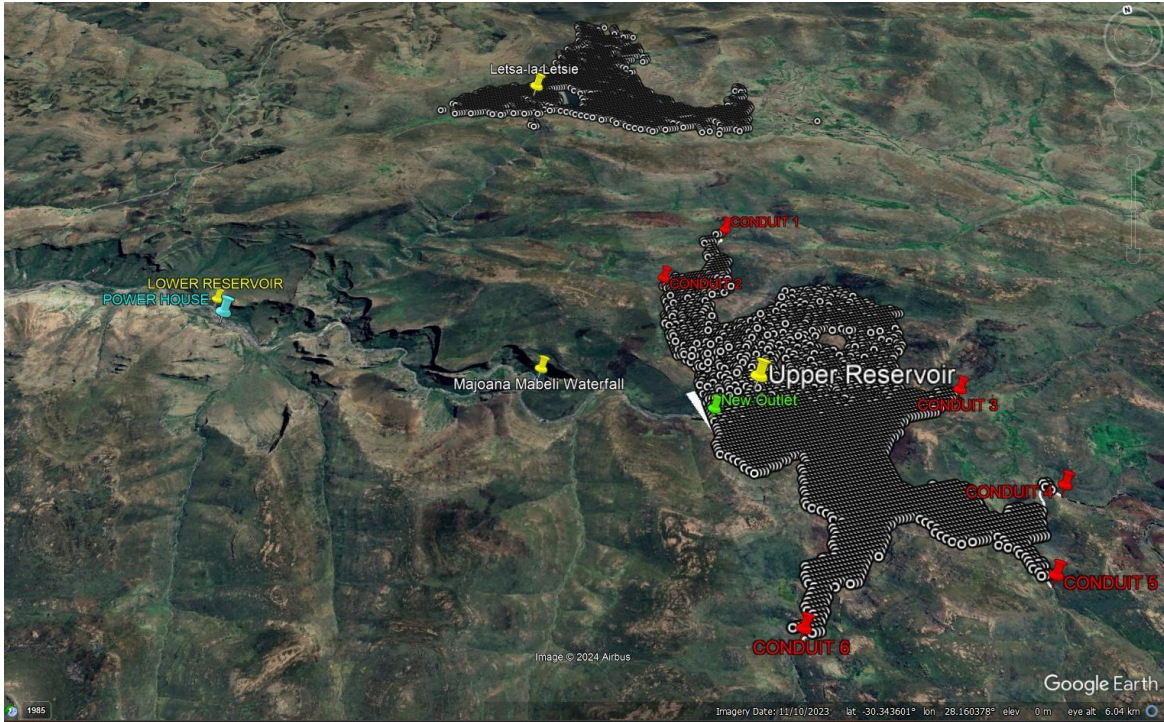 N
Letsa-la-Letsie
CONDUIT 1
CONDUIT 2
LOWER RESERVOIR
POWER HOUSE
Majoana Mabeli Waterfall
Upper Reservoir
New Outlet
CONDUIT 3
CONDUIT 4
CONDUIT 5
CONDUIT 6
Image © 2024 Airbus
Google Earth
1985
Imagery Date: 11/10/2023 lat -30.343601° lon 28.160378° elev 0 m eye alt 6.04 km